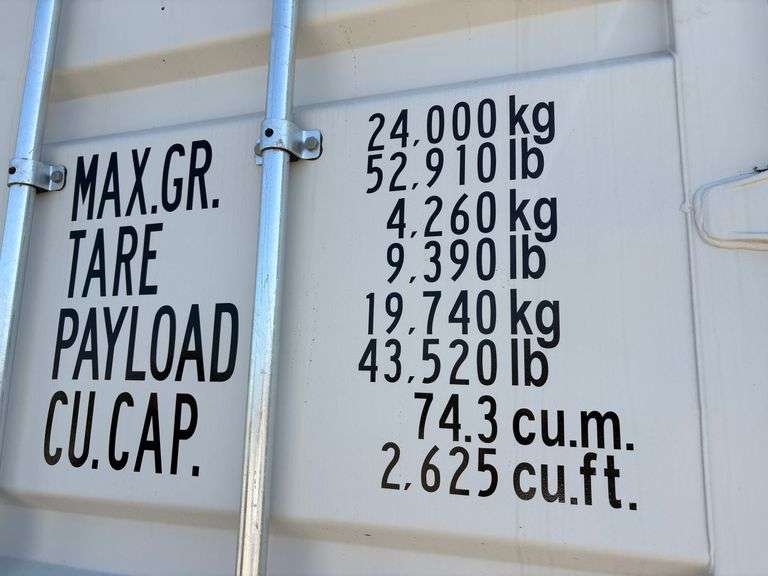 MAX.GR. 24,000 kg
52,910 lb
TARE 4,260 kg
9,390 lb
PAYLOAD 19,740 kg
43,520 lb
CU.CAP. 74.3 cu.m.
2,625 cu.ft.